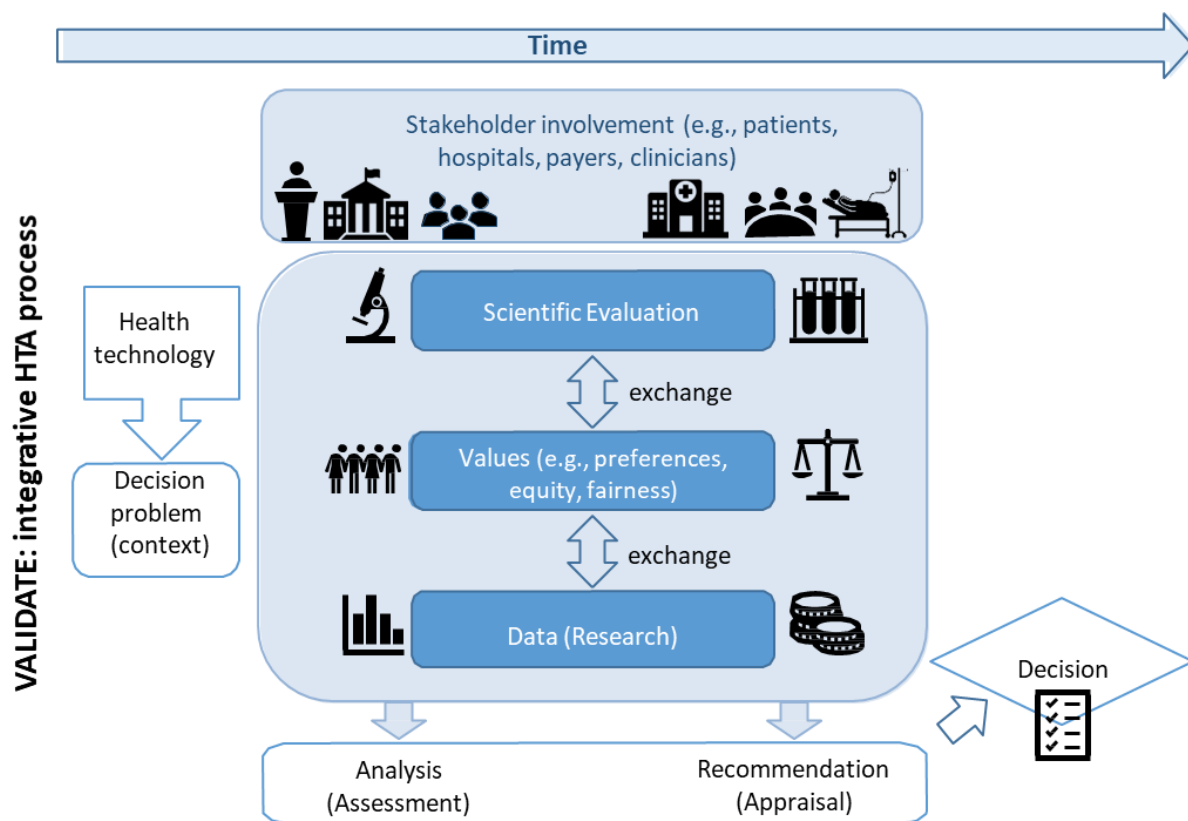 Time
Stakeholder involvement (e.g., patients,
hospitals, payers, clinicians)
VALIDATE: integrative HTA process
Health
technology
Decision
problem
(context)
Scientific Evaluation
exchange
Values (e.g., preferences,
equity, fairness)
exchange
Data (Research)
Analysis
(Assessment)
Recommendation
(Appraisal)
Decision